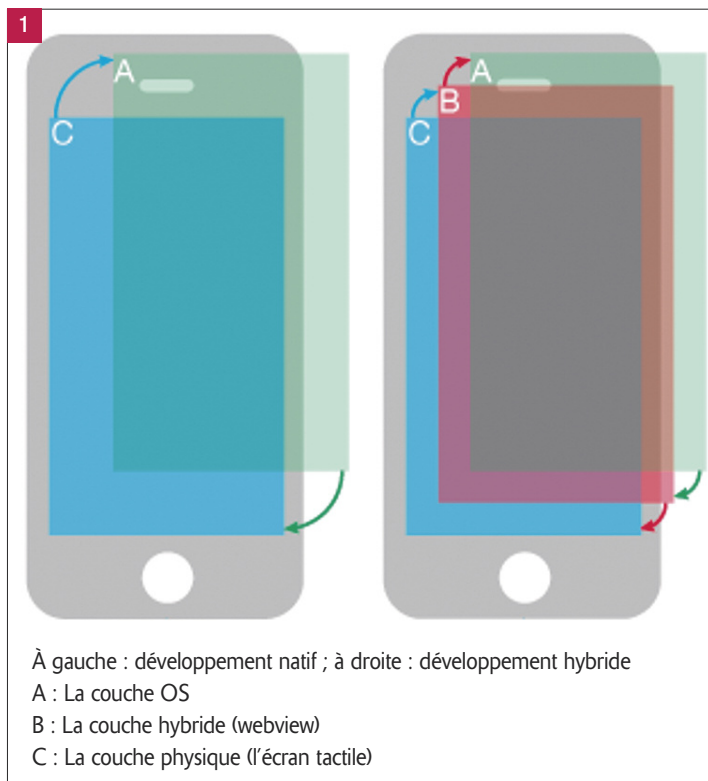 1
A
C
A
B
C
À gauche : développement natif ; à droite : développement hybride
A : La couche OS
B : La couche hybride (webview)
C : La couche physique (l’écran tactile)